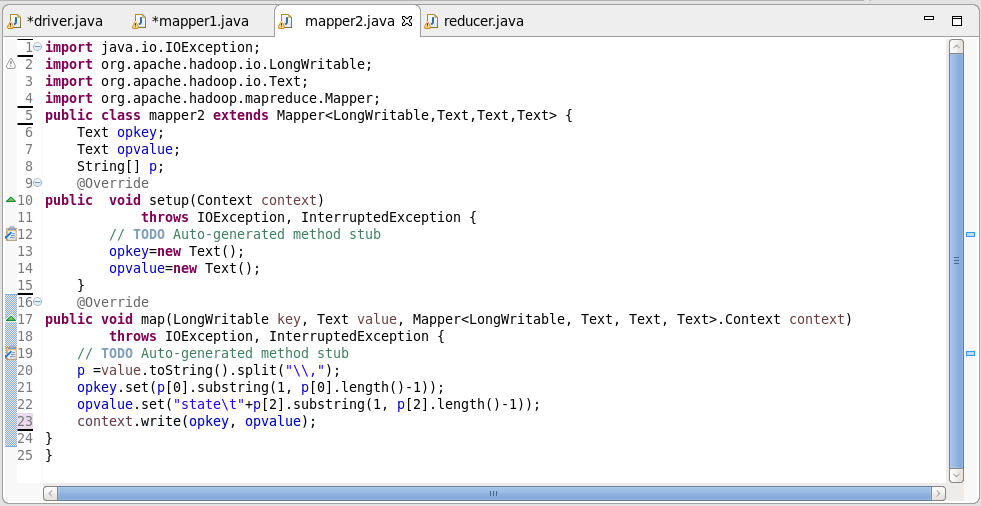 *driver.java *mapper1.java mapper2.java reducer.java
1 import java.io.IOException;
2 import org.apache.hadoop.io.LongWritable;
3 import org.apache.hadoop.io.Text;
4 import org.apache.hadoop.mapreduce.Mapper;
5 public class mapper2 extends Mapper<LongWritable,Text,Text,Text> {
6     Text opkey;
7     Text opvalue;
8     String[] p;
9     @Override
10 public  void setup(Context context)
11             throws IOException, InterruptedException {
12         // TODO Auto-generated method stub
13         opkey=new Text();
14         opvalue=new Text();
15     }
16     @Override
17 public void map(LongWritable key, Text value, Mapper<LongWritable, Text, Text, Text>.Context context)
18         throws IOException, InterruptedException {
19     // TODO Auto-generated method stub
20     p =value.toString().split("\\,");
21     opkey.set(p[0].substring(1, p[0].length()-1));
22     opvalue.set("state\t"+p[2].substring(1, p[2].length()-1));
23     context.write(opkey, opvalue);
24 }
25 }